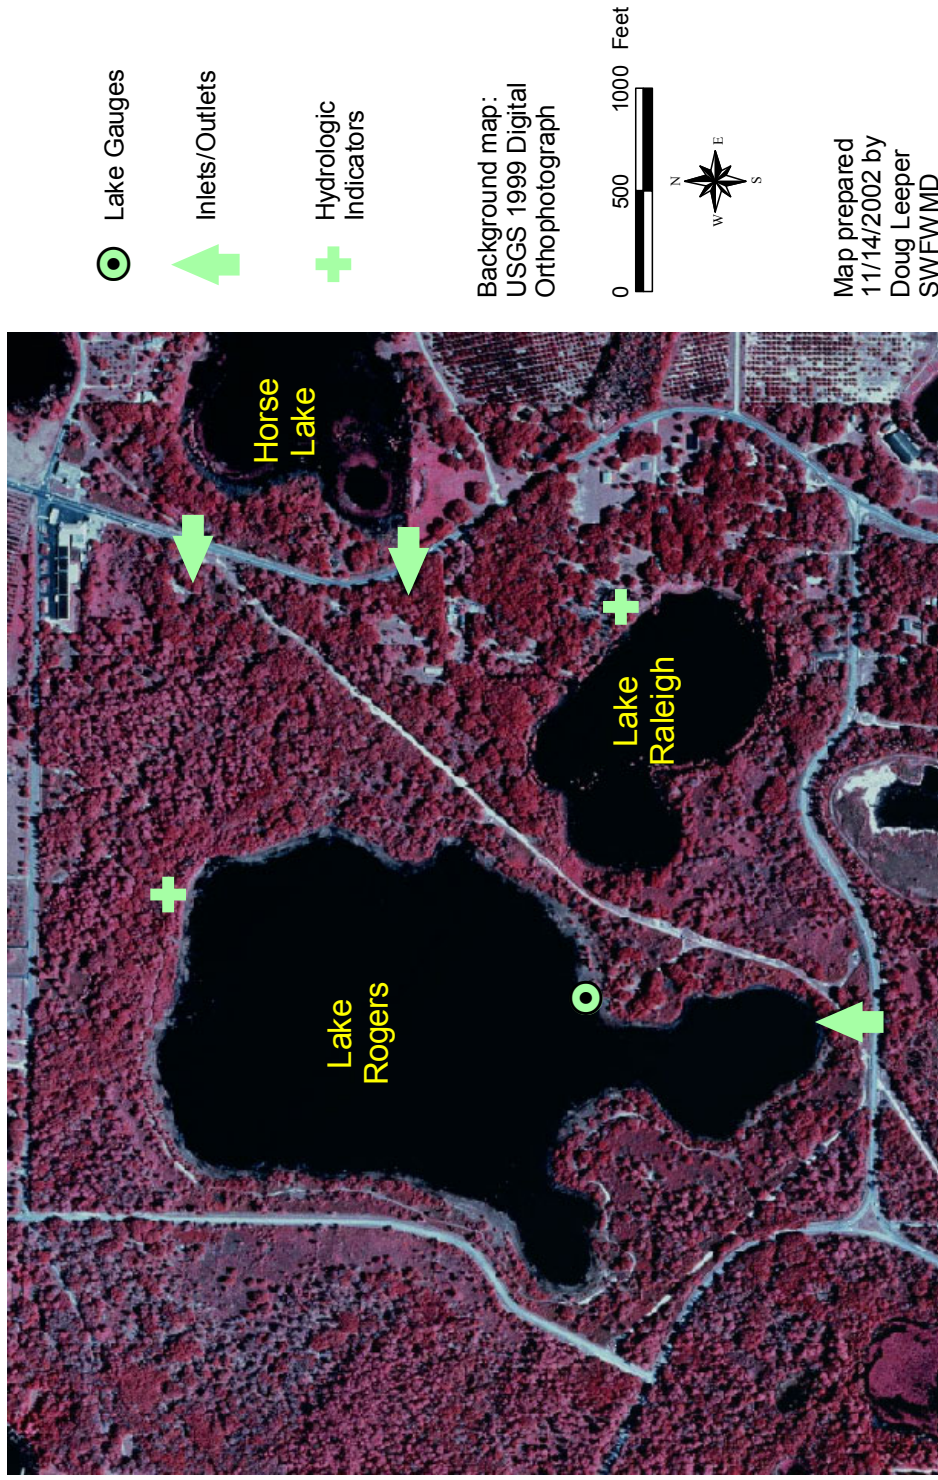 Lake Gauges
Inlets/Outlets
Hydrologic
Indicators
Background map:
USGS 1999 Digital
Orthophotograph
0 500 1000 Feet
N
W E
S
Map prepared
11/14/2002 by
Doug Leeper
SWFWMD
Horse
Lake
Lake
Raleigh
Lake
Rogers